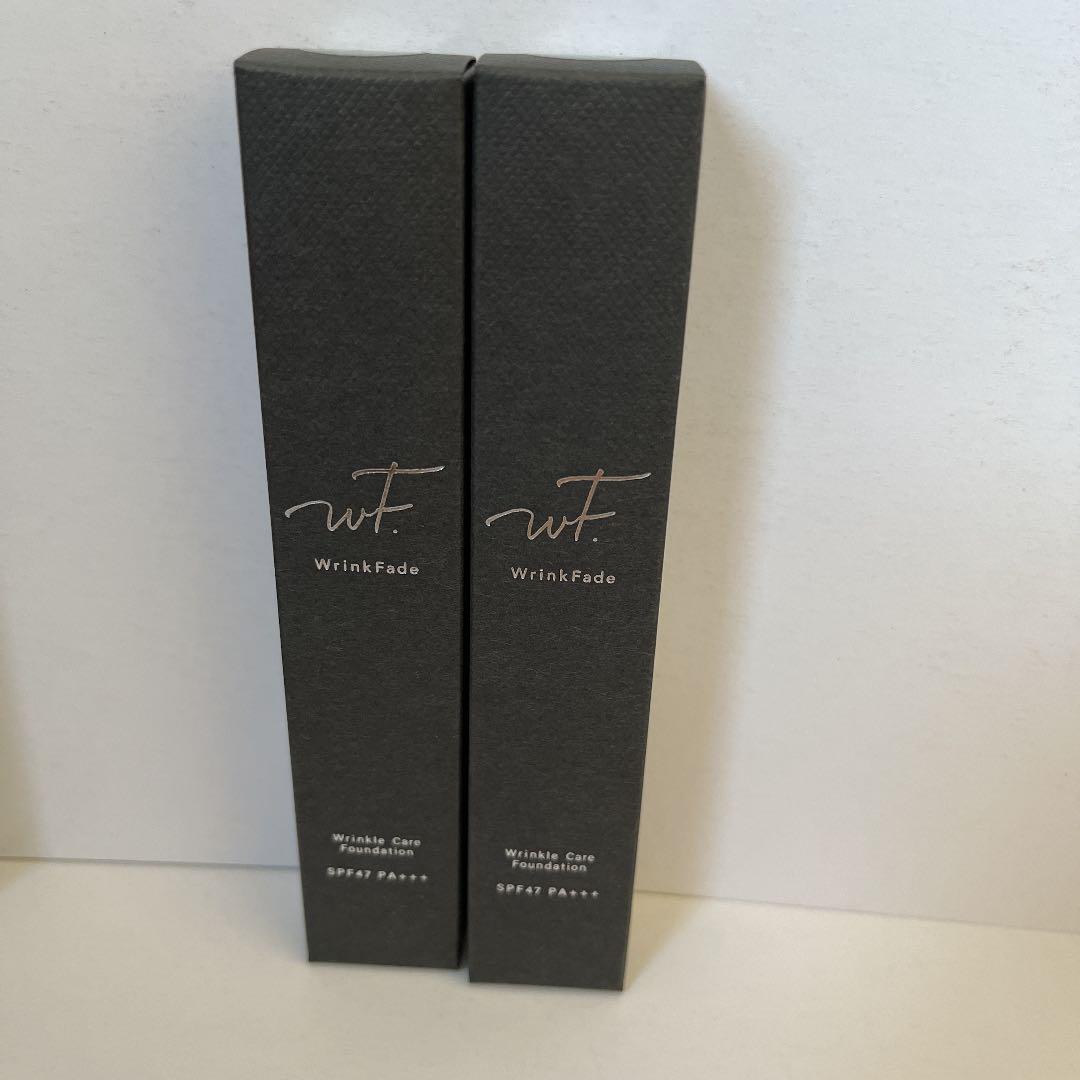 wF.
WrinkFade
Wrinkle Care
Foundation
SPF47 PA+++
wF.
WrinkFade
Wrinkle Care
Foundation
SPF47 PA+++